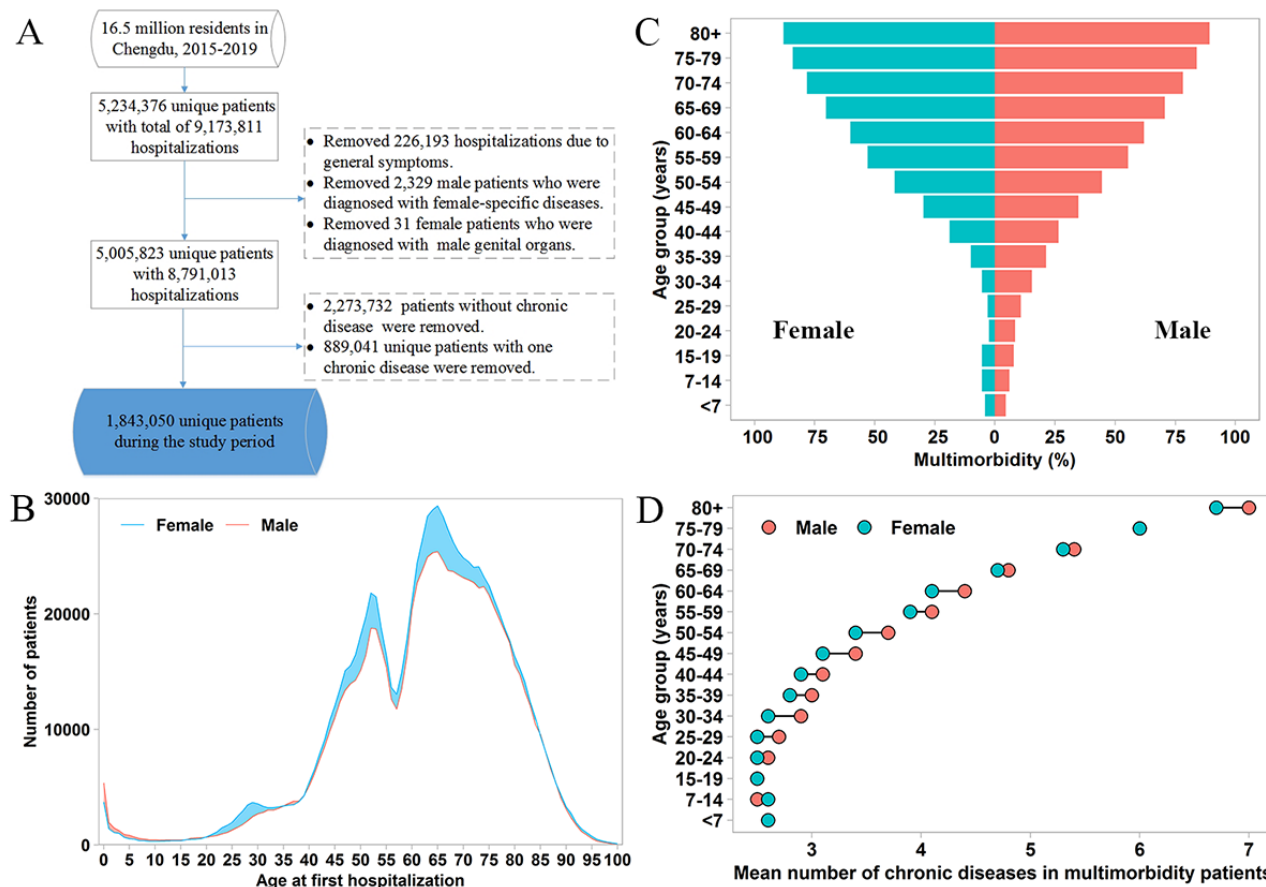 A
16.5 million residents in
Chengdu, 2015-2019
5,234,376 unique patients
with total of 9,173,811
hospitalizations
• Removed 226,193 hospitalizations due to
general symptoms.
• Removed 2,329 male patients who were
diagnosed with female-specific diseases.
• Removed 31 female patients who were
diagnosed with male genital organs.
5,005,823 unique patients
with 8,791,013
hospitalizations
• 2,273,732 patients without chronic
disease were removed.
• 889,041 unique patients with one
chronic disease were removed.
1,843,050 unique patients
during the study period
B
Female Male
Number of patients
30000
20000
10000
0
0 5 10 15 20 25 30 35 40 45 50 55 60 65 70 75 80 85 90 95 100
Age at first hospitalization
C
Age group (years)
80+
75-79
70-74
65-69
60-64
55-59
50-54
45-49
40-44
35-39
30-34
25-29
20-24
15-19
7-14
<7
Female Male
100 75 50 25 0 25 50 75 100
Multimorbidity (%)
D
Male Female
Age group (years)
80+
75-79
70-74
65-69
60-64
55-59
50-54
45-49
40-44
35-39
30-34
25-29
20-24
15-19
7-14
<7
3 4 5 6 7
Mean number of chronic diseases in multimorbidity patients